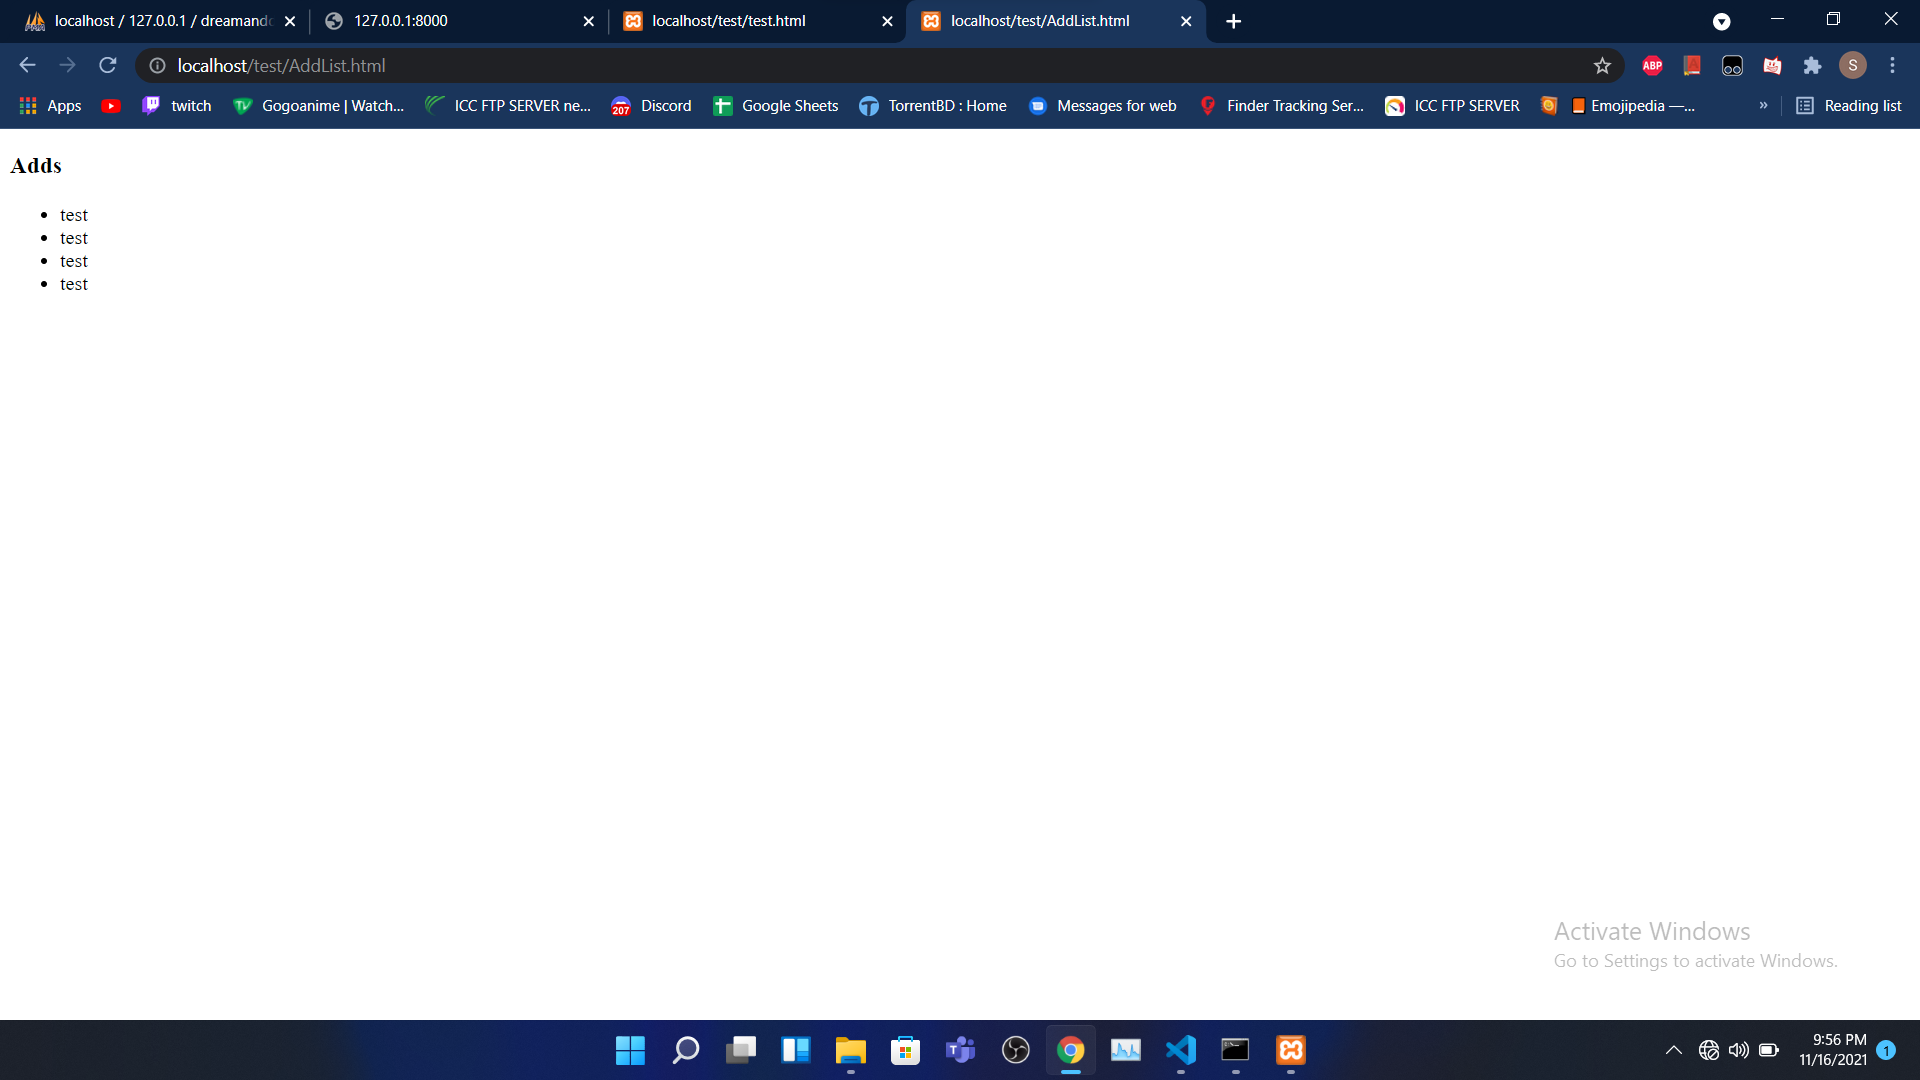 localhost / 127.0.0.1 / dreamand
127.0.0.1:8000
localhost/test/test.html
localhost/test/AddList.html
localhost/test/AddList.html
ABP
S
Apps
twitch
Gogoanime | Watch...
ICC FTP SERVER ne...
207
Discord
Google Sheets
TorrentBD : Home
Messages for web
Finder Tracking Ser...
ICC FTP SERVER
Emojipedia —...
»
Reading list
Adds
• test
• test
• test
• test
Activate Windows
Go to Settings to activate Windows.
9:56 PM
11/16/2021
1